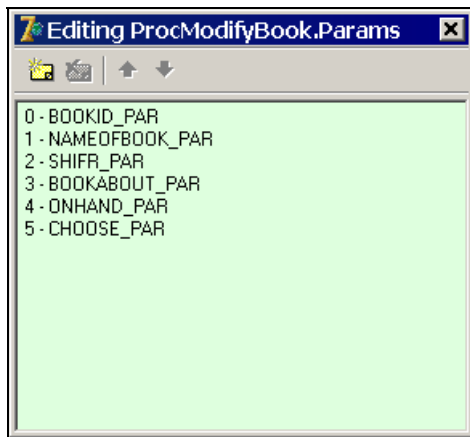 Editing ProcModifyBook.Params
0 - BOOKID_PAR
1 - NAMEOFBOOK_PAR
2 - SHIFR_PAR
3 - BOOKABOUT_PAR
4 - ONHAND_PAR
5 - CHOOSE_PAR